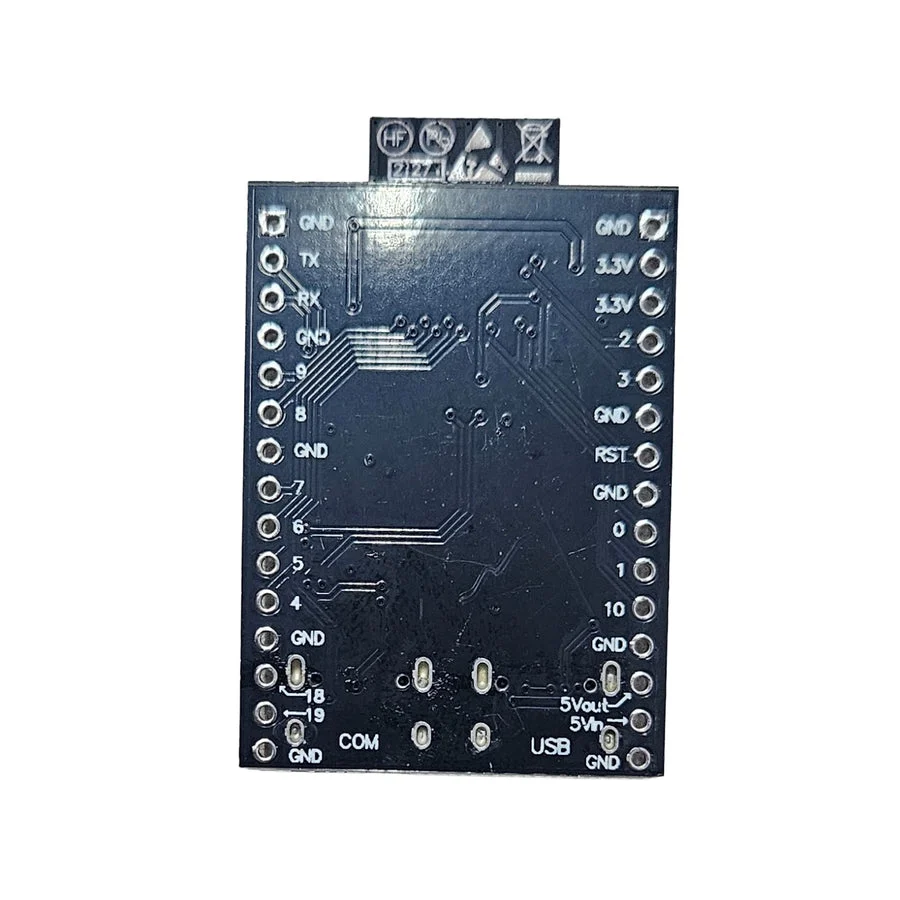 HF
2127
GND GND
TX 3.3V
RX 3.3V
GND 2
9 3
8 GND
GND RST
7 GND
6 0
5 1
4 10
GND GND
18 5Vout
19 5Vin
COM USB
GND GND